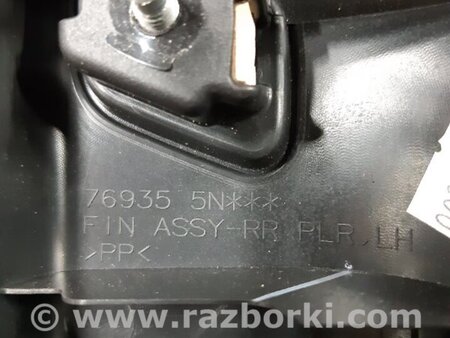 76935 5N***
FIN ASSY-RR PLR,LH
>PP<
www.razborki.com